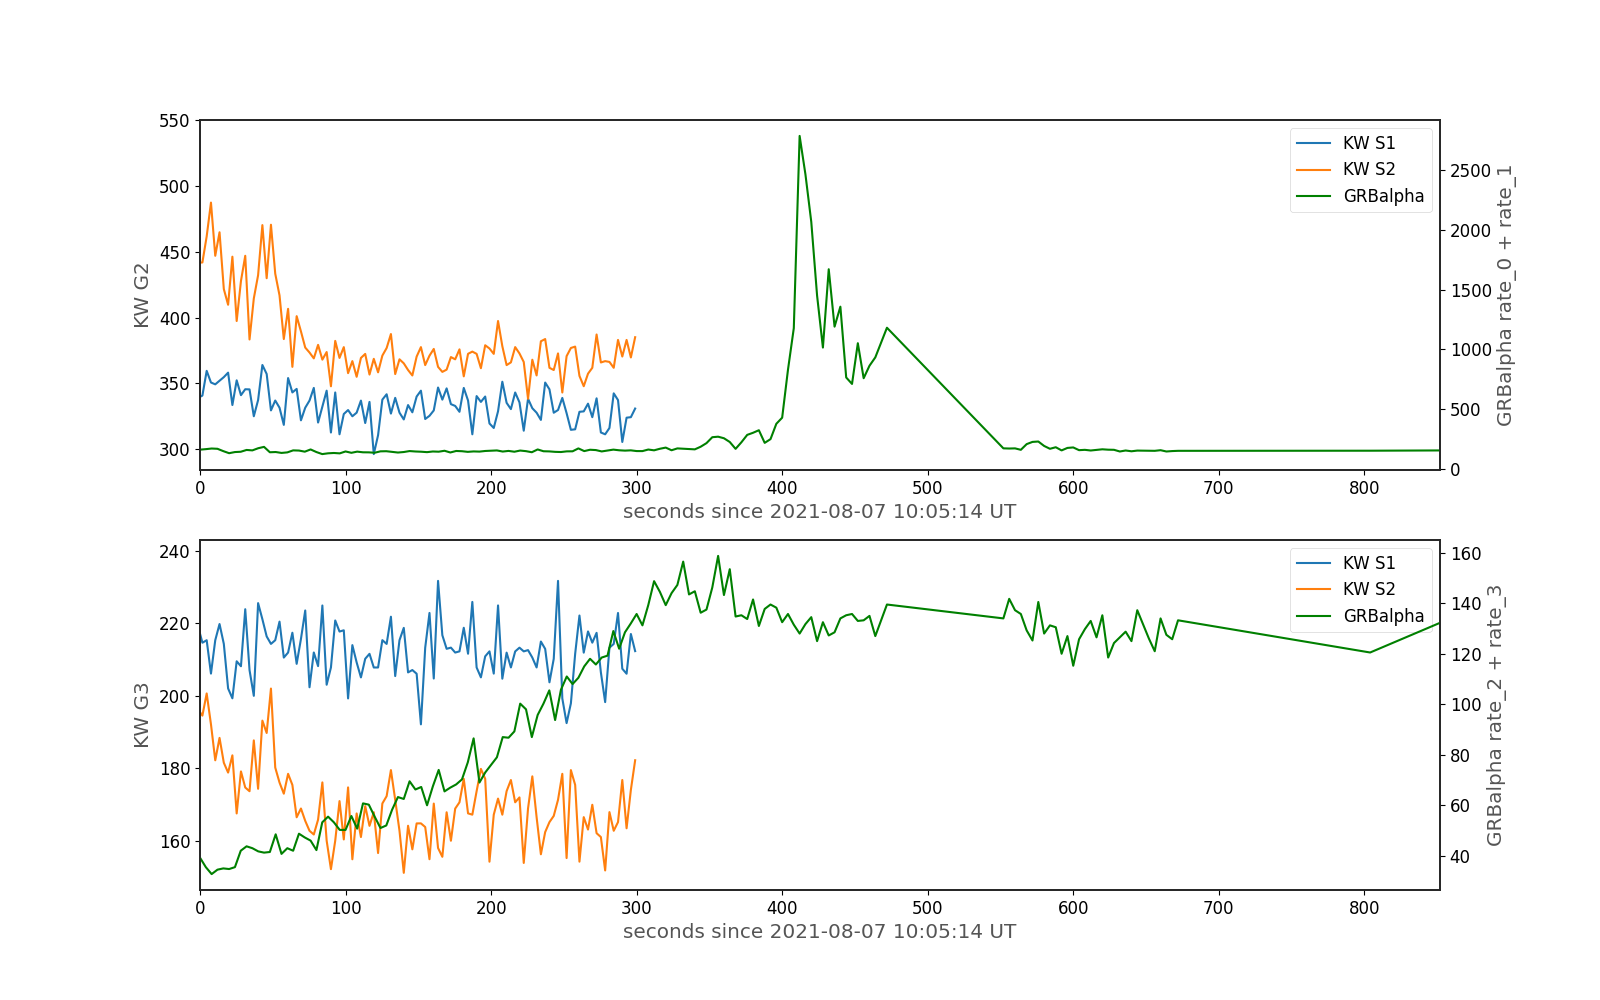 550
500
450
400
350
300
KW G2
KW S1
KW S2
GRBalpha
2500
2000
1500
1000
500
0
GRBalpha rate_0 + rate_1
0 100 200 300 400 500 600 700 800
seconds since 2021-08-07 10:05:14 UT
240
220
200
180
160
KW G3
KW S1
KW S2
GRBalpha
160
140
120
100
80
60
40
GRBalpha rate_2 + rate_3
0 100 200 300 400 500 600 700 800
seconds since 2021-08-07 10:05:14 UT